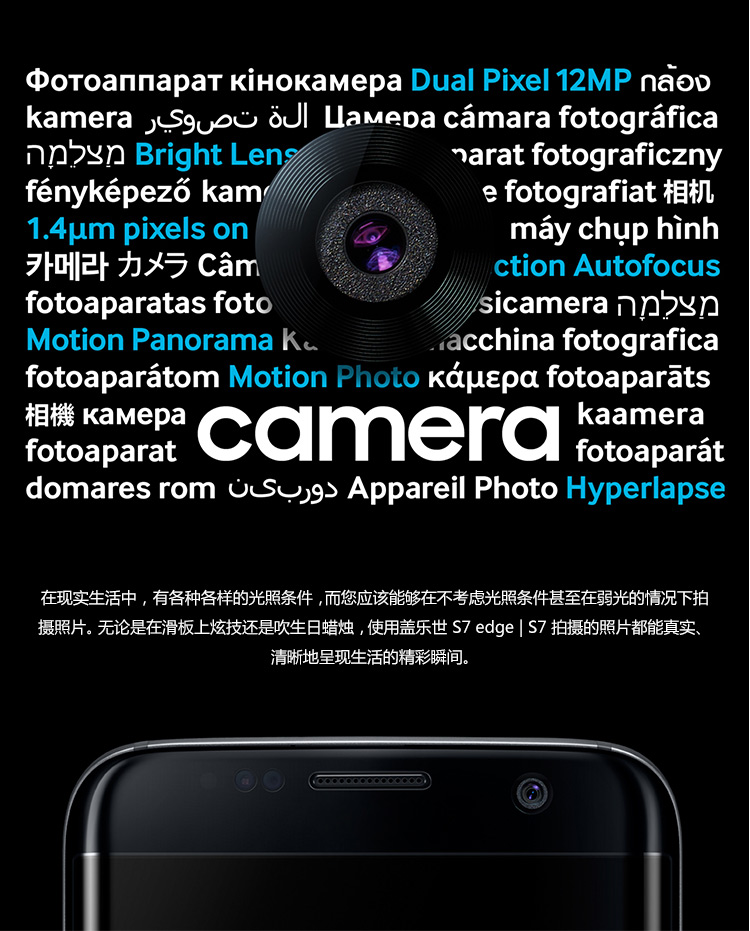 Фотоаппарат кінокамера Dual Pixel 12MP กล้อง
kamera الة تصوير Цамера cámara fotográfica
מַצלֵמָה Bright Lens parat fotograficzny
fényképező fotografiat 相机
1.4µm pixels on máy chụp hình
카메라 カメラ Câm ction Autofocus
fotoaparatas foto sicamera מַצלֵמָה
Motion Panorama acchina fotografica
fotoaparátom Motion Photo κάμερα fotoaparāts
相機 камера camera kaamera
fotoaparat fotoaparát
domares rom دوربین Appareil Photo Hyperlapse
在现实生活中，有各种各样的光照条件，而您应该能够在不考虑光照条件甚至在弱光的情况下拍
摄照片。无论是在滑板上炫技还是吹生日蜡烛，使用盖乐世 S7 edge | S7 拍摄的照片都能真实、
清晰地呈现生活的精彩瞬间。